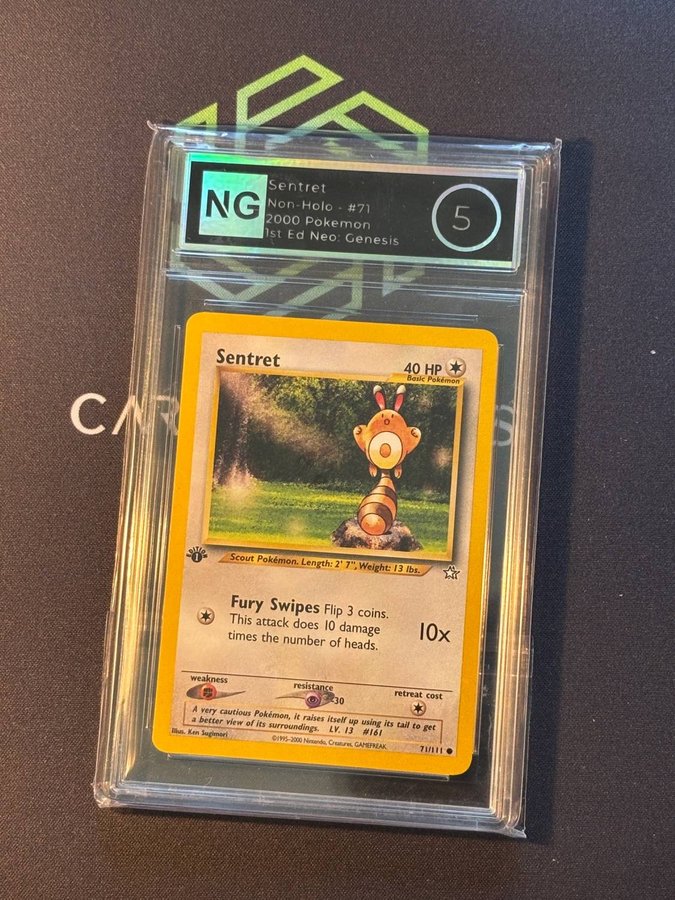 NG
Sentret
Non-Holo - #71
2000 Pokemon
1st Ed Neo: Genesis
5
Sentret
40 HP
Basic Pokémon
EDITION
1
Scout Pokémon. Length: 2' 7", Weight: 13 lbs.
Fury Swipes Flip 3 coins.
This attack does 10 damage
times the number of heads.
10x
weakness
resistance
-30
retreat cost
A very cautious Pokémon, it raises itself up using its tail to get
a better view of its surroundings. LV. 13 #161
Illus. Ken Sugimori
©1995-2000 Nintendo, Creatures, GAMEFREAK.
71/111